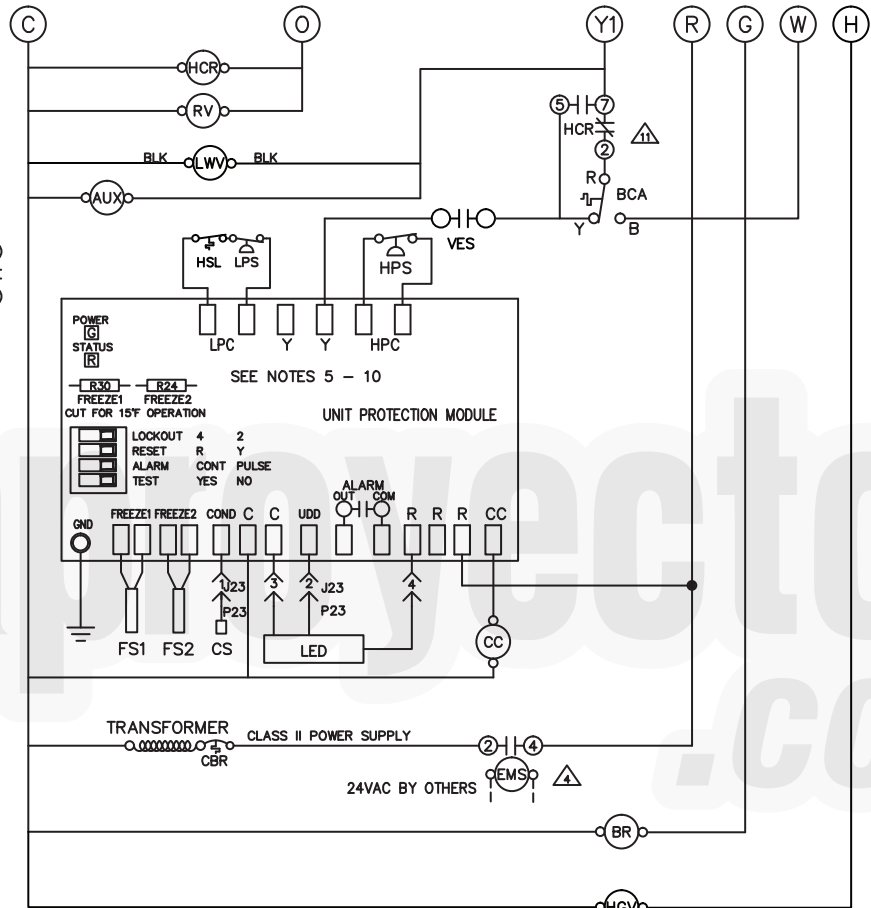 C O Y1 R G W H
HCR
RV
5 7
HCR 11
2
BLK LWV BLK
R
AUX
BCA
Y B
VES
HSL LPS
HPS
POWER
G
STATUS
R
LPC Y Y HPC
SEE NOTES 5 - 10
R30 R24
FREEZE1 FREEZE2
CUT FOR 15°F OPERATION
UNIT PROTECTION MODULE
LOCKOUT 4 2
RESET R Y
ALARM CONT PULSE
TEST YES NO
ALARM
OUT COM
GND FREEZE1 FREEZE2 COND C C UDD R R R CC
1 J23 3 2 J23 4
P23 P23
FS1 FS2 CS LED CC
TRANSFORMER
CLASS II POWER SUPPLY
CBR
2 4
24VAC BY OTHERS EMS 4
BR
HGV
proyecto
.co